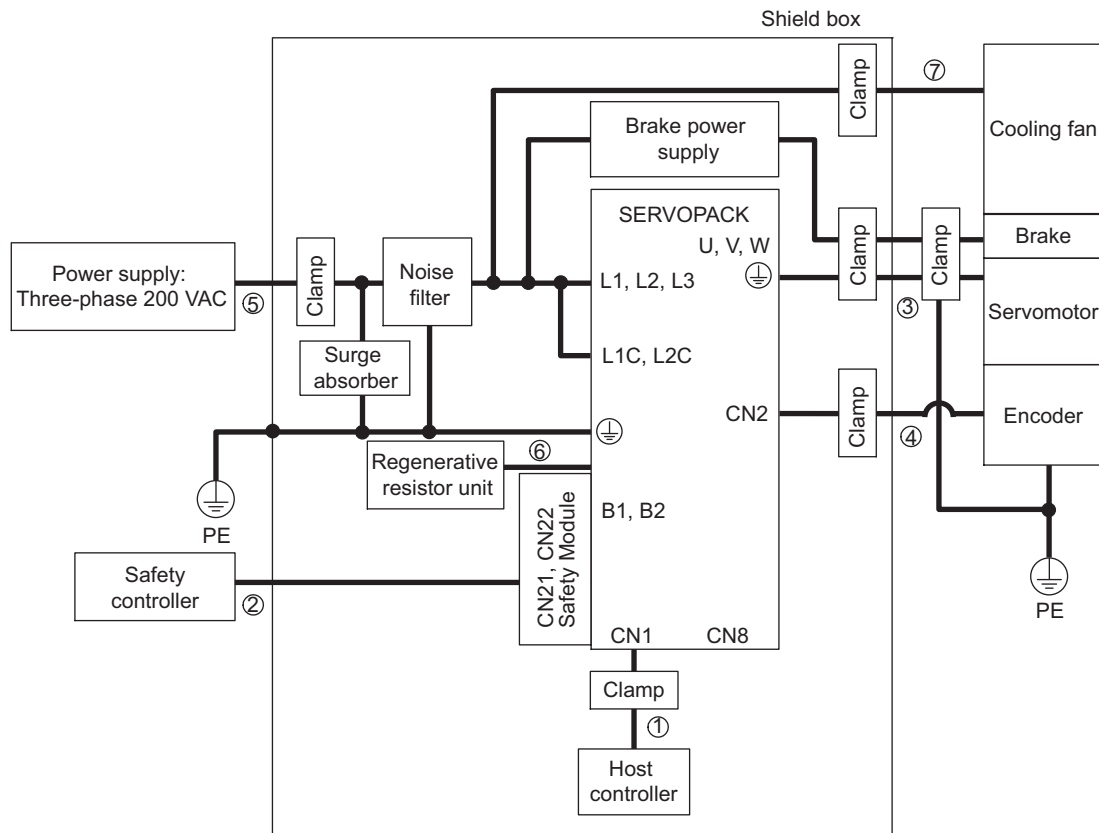 Shield box
⑦
Clamp
Cooling fan
Brake power
supply
SERVOPACK
U, V, W
Clamp
Clamp
Brake
Power supply:
Three-phase 200 VAC
⑤
Clamp
Noise
filter
L1, L2, L3
③
Servomotor
Surge
absorber
L1C, L2C
CN2
Clamp
④
Encoder
⑥
Regenerative
resistor unit
B1, B2
PE
CN21, CN22
Safety Module
Safety
controller
②
PE
CN1
CN8
Clamp
①
Host
controller